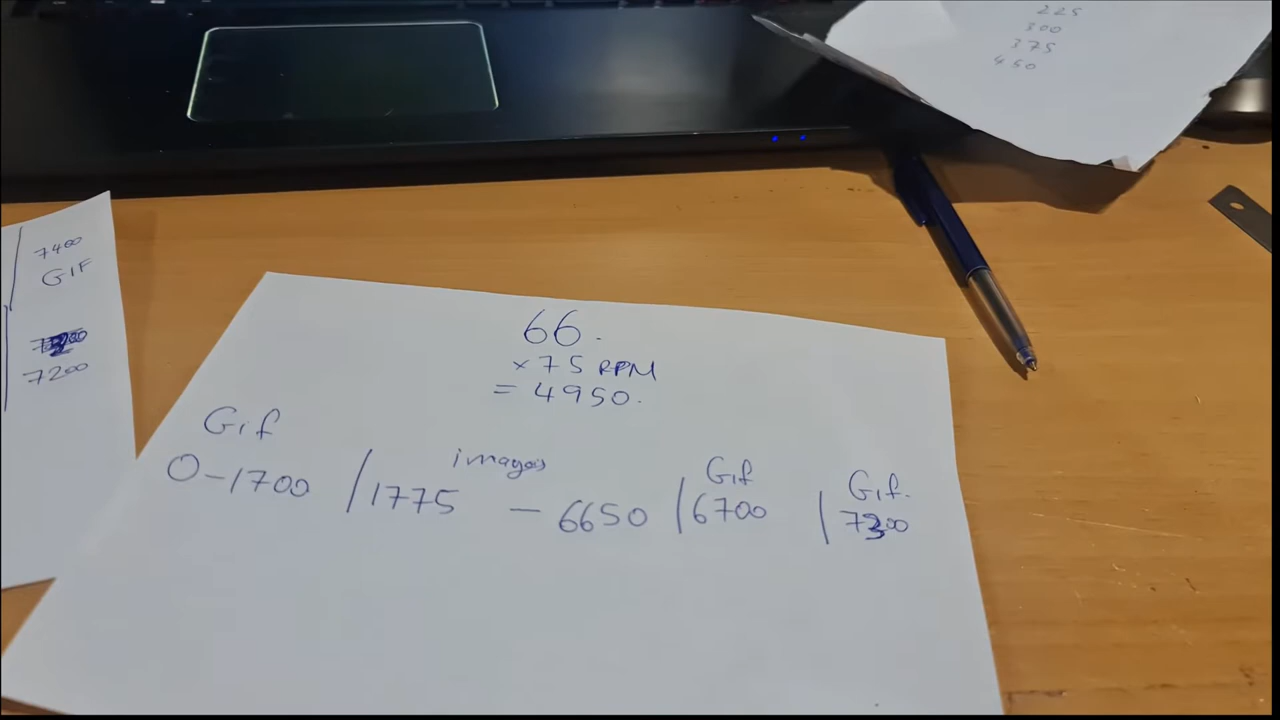 225
300
375
450
7400
GIF
7200
66.
x 75 RPM
= 4950.
Gif
0-1700 / 1775 images - 6650 | Gif 6700 | Gif. 7300